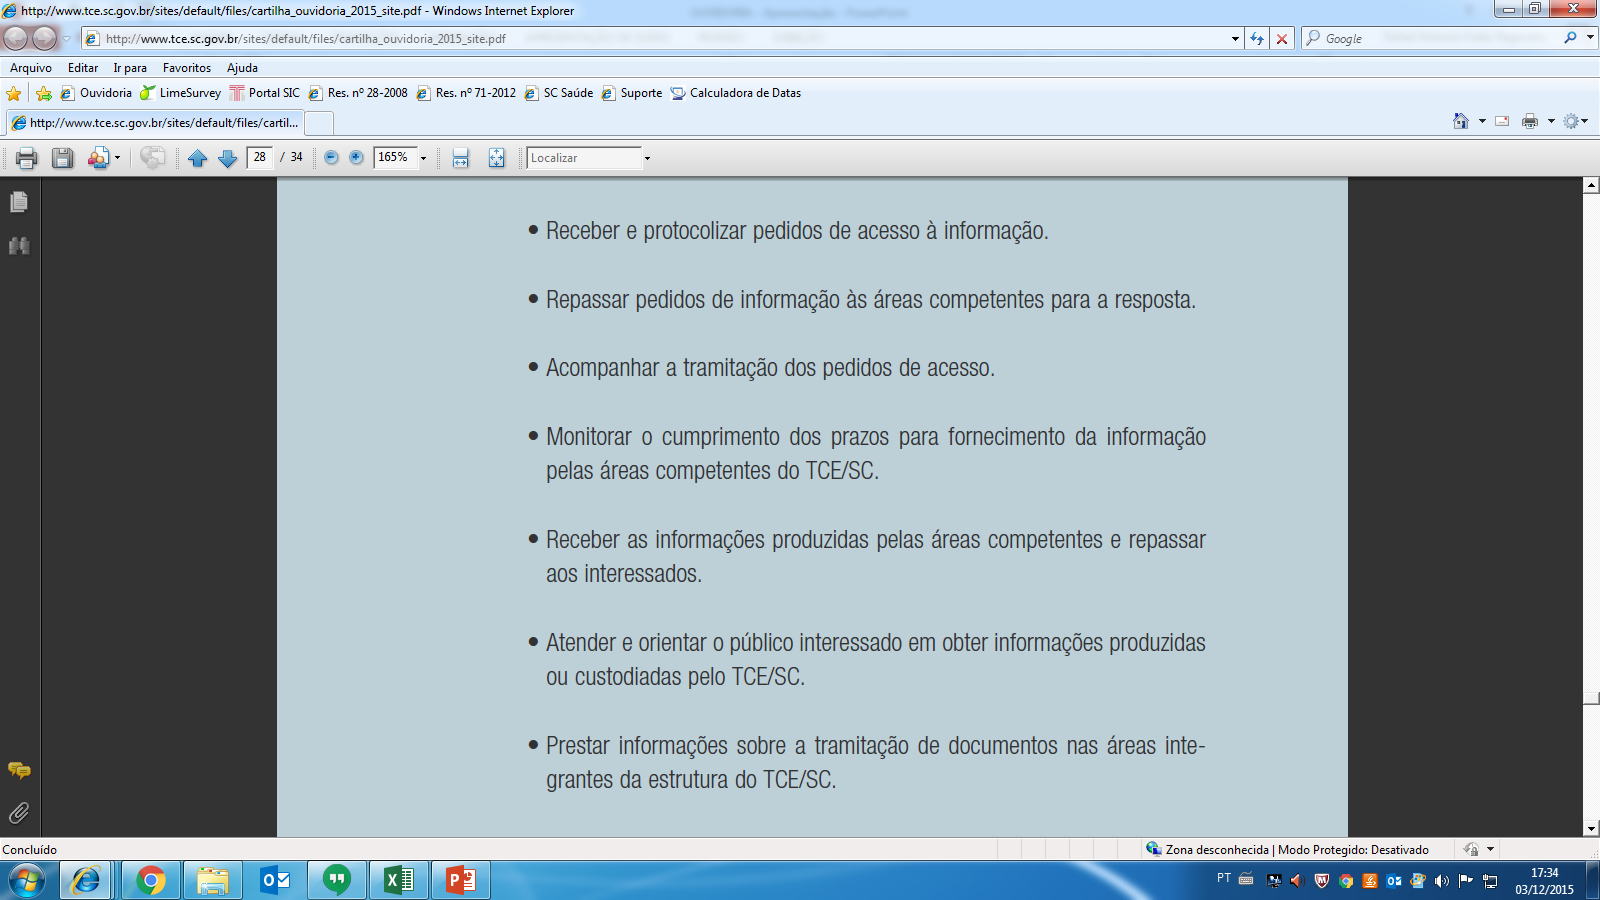 http://www.tce.sc.gov.br/sites/default/files/cartilha_ouvidoria_2015_site.pdf - Windows Internet Explorer
http://www.tce.sc.gov.br/sites/default/files/cartilha_ouvidoria_2015_site.pdf
Google
Arquivo Editar Ir para Favoritos Ajuda
Ouvidoria LimeSurvey Portal SIC Res. nº 28-2008 Res. nº 71-2012 SC Saúde Suporte Calculadora de Datas
http://www.tce.sc.gov.br/sites/default/files/cartil...
28 / 34 165% Localizar
• Receber e protocolizar pedidos de acesso à informação.
• Repassar pedidos de informação às áreas competentes para a resposta.
• Acompanhar a tramitação dos pedidos de acesso.
• Monitorar o cumprimento dos prazos para fornecimento da informação
pelas áreas competentes do TCE/SC.
• Receber as informações produzidas pelas áreas competentes e repassar
aos interessados.
• Atender e orientar o público interessado em obter informações produzidas
ou custodiadas pelo TCE/SC.
• Prestar informações sobre a tramitação de documentos nas áreas inte-
grantes da estrutura do TCE/SC.
Concluído
Zona desconhecida | Modo Protegido: Desativado
PT
17:34
03/12/2015